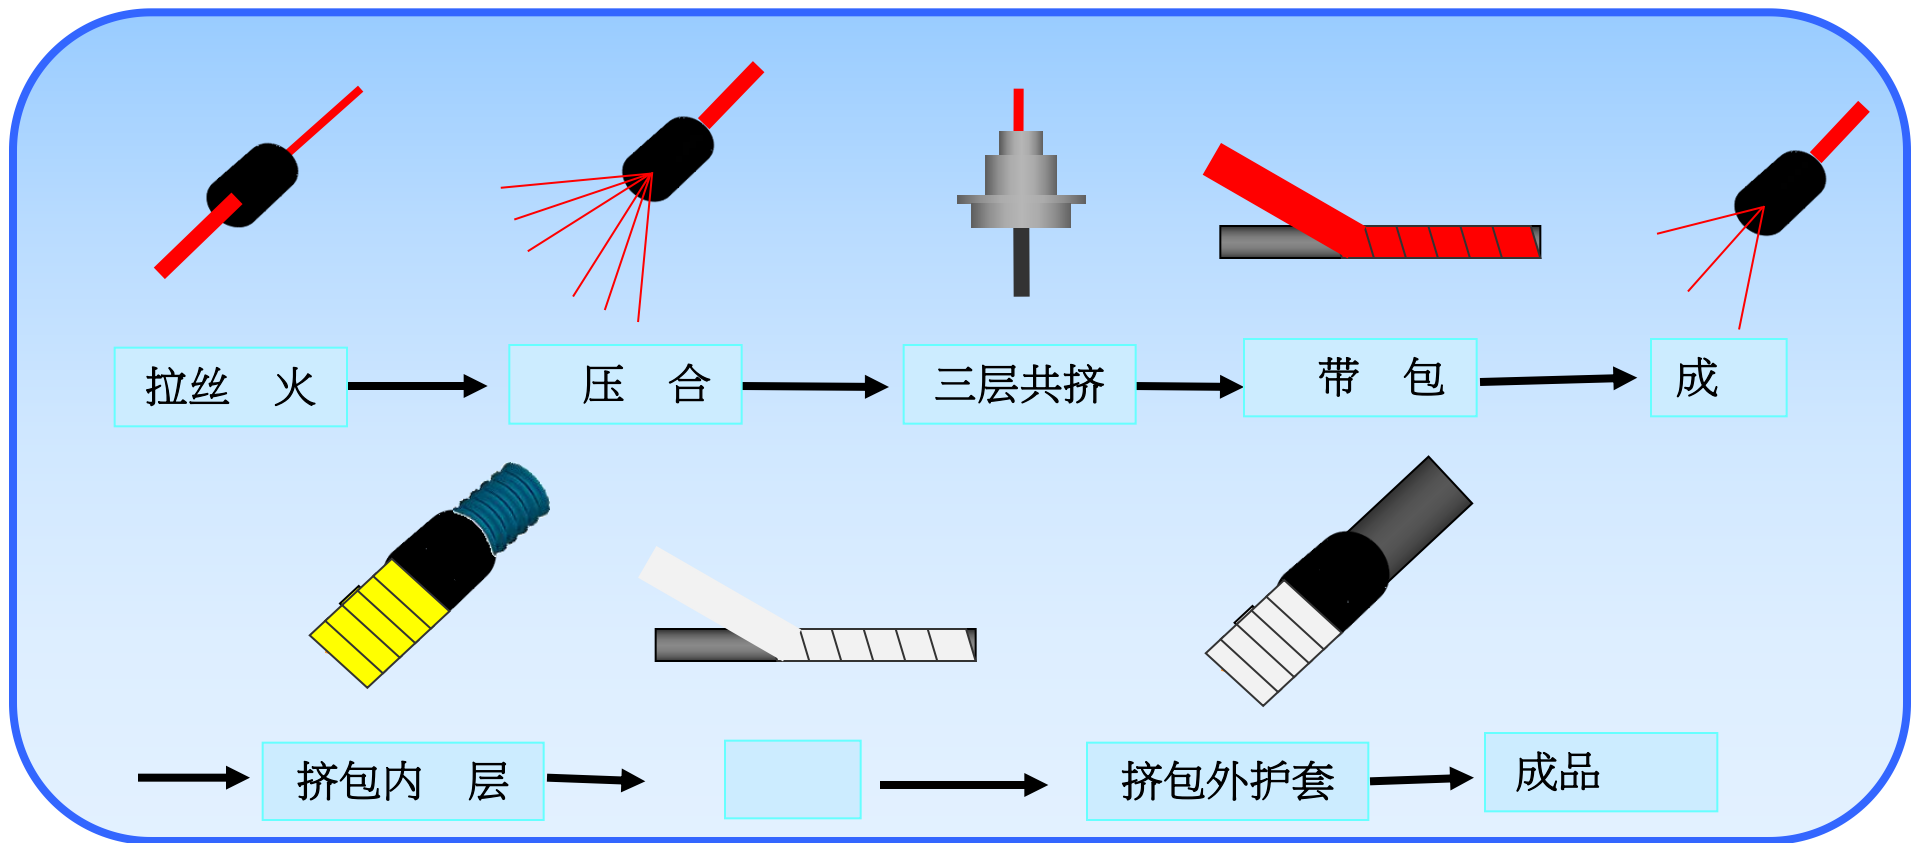 拉丝　火
压　合
三层共挤
带　包
成
挤包内　层
挤包外护套
成品